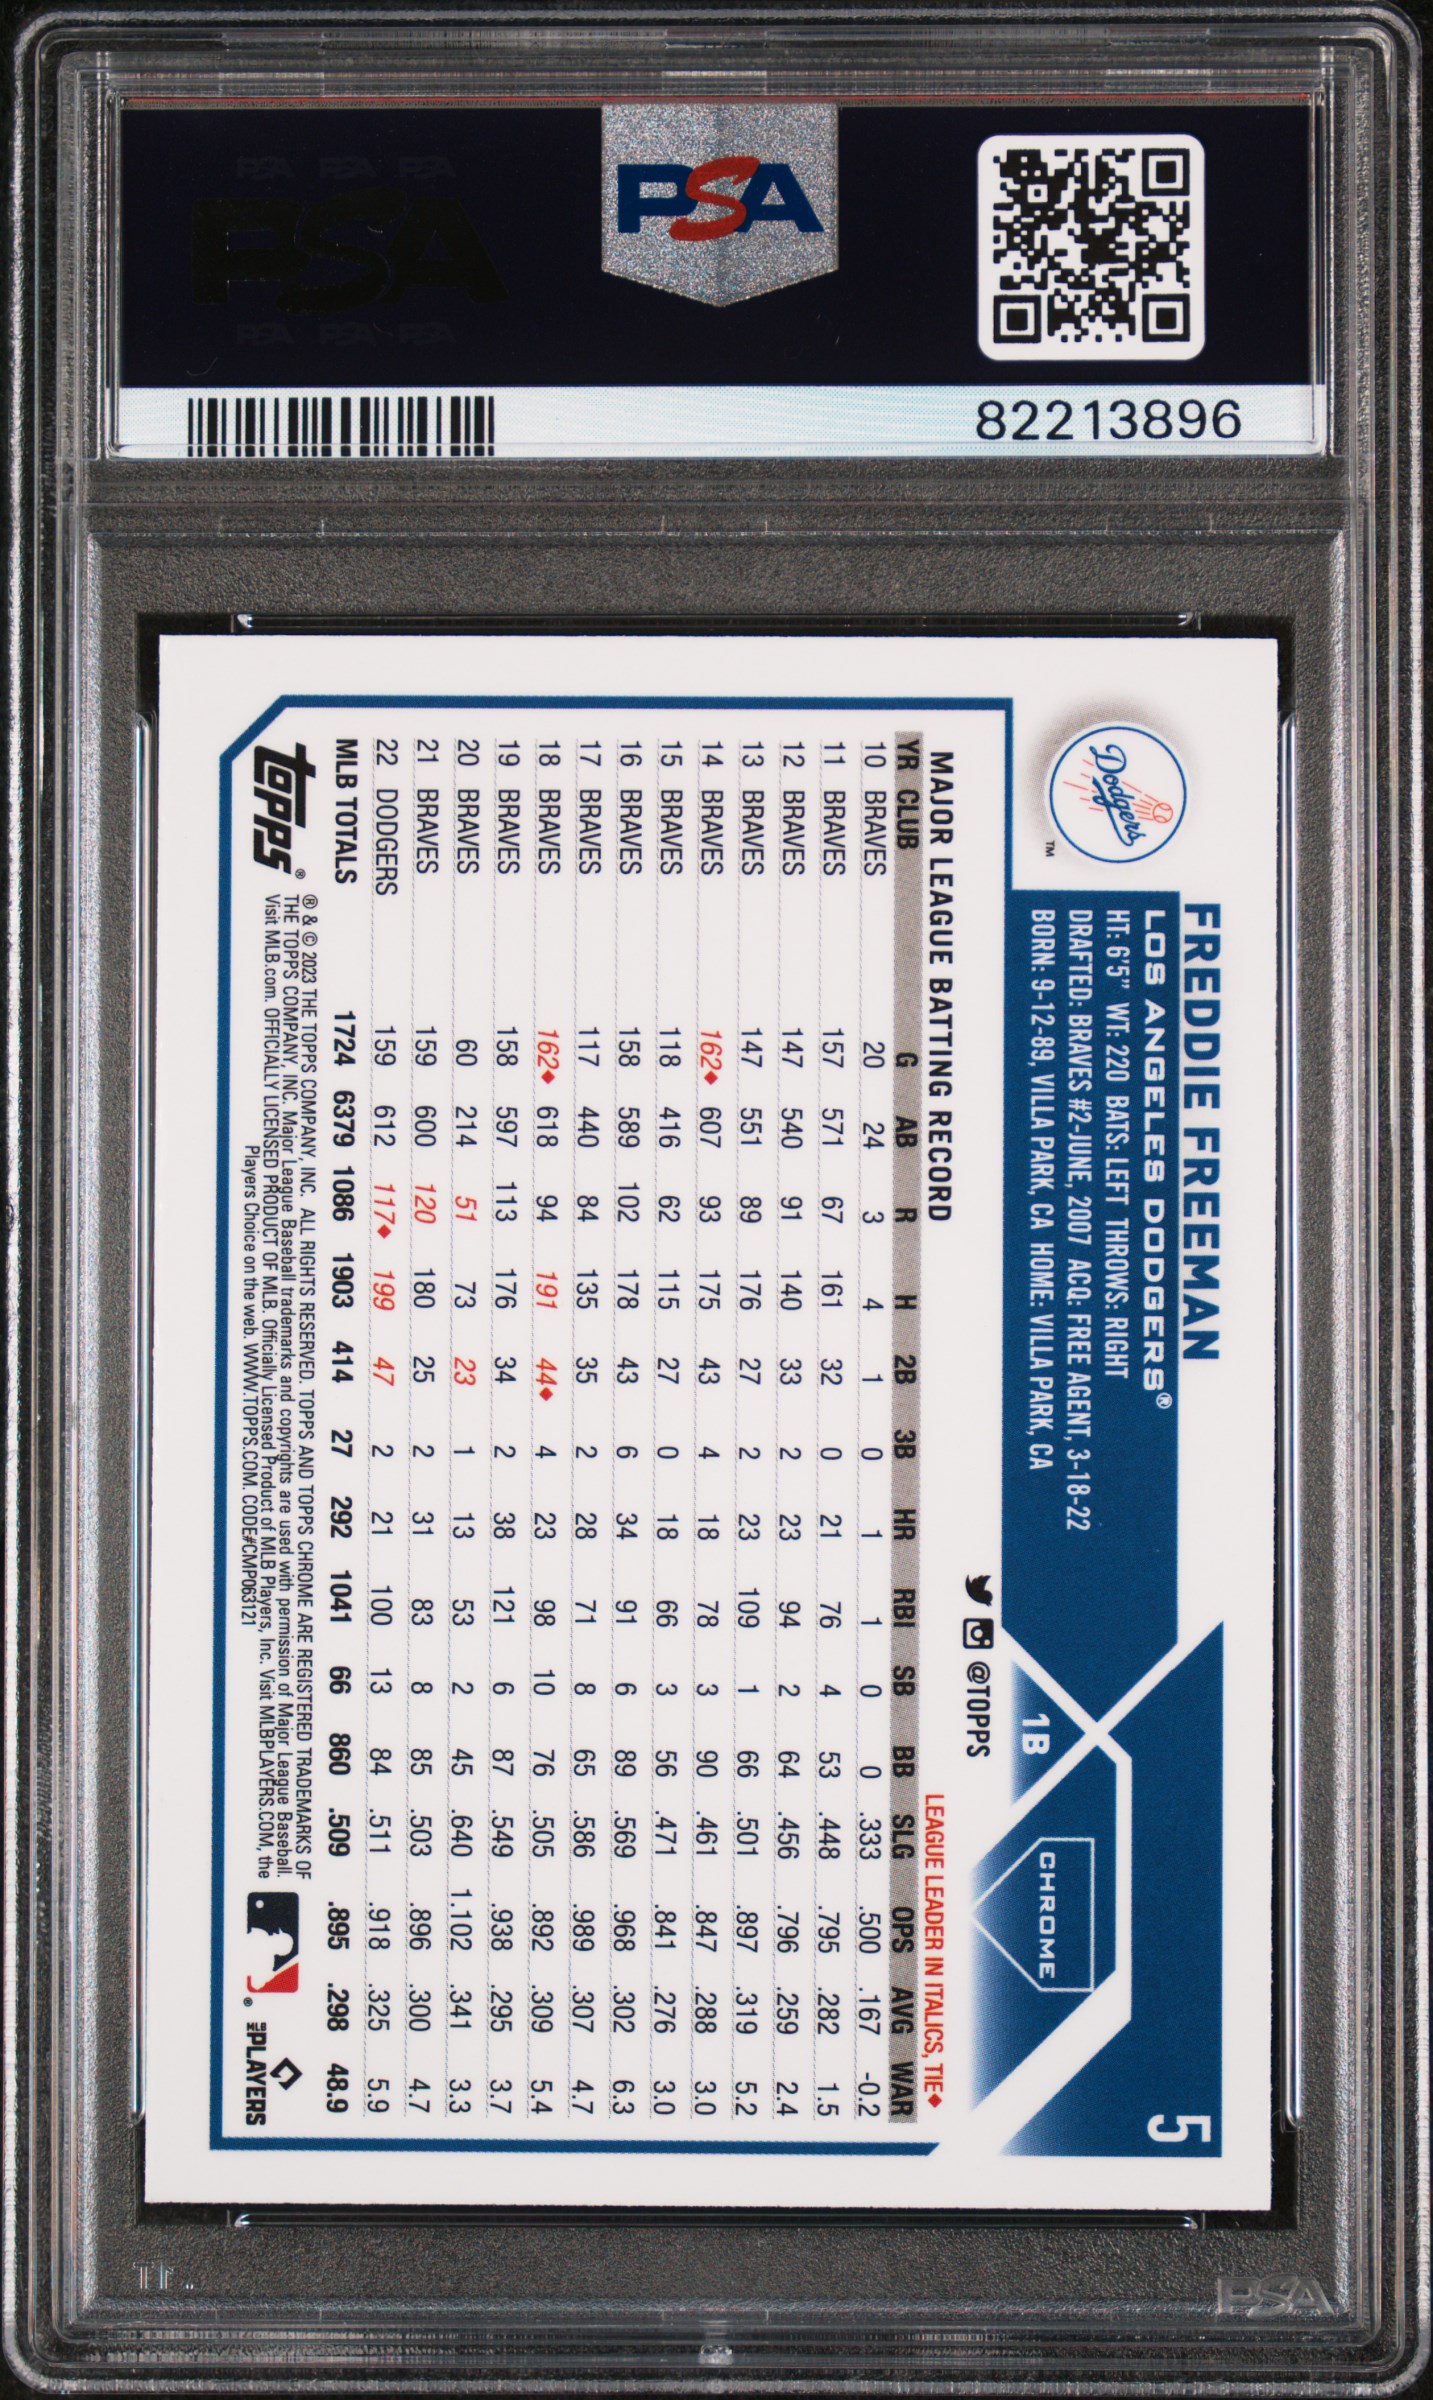 PSA PSA PSA
PSA
PSA PSA PSA
PSA
82213896
5
FREDDIE FREEMAN
LOS ANGELES DODGERS®
HT: 6'5" WT: 220 BATS: LEFT THROWS: RIGHT
DRAFTED: BRAVES #2-JUNE, 2007 ACQ: FREE AGENT, 3-18-22
BORN: 9-12-89, VILLA PARK, CA HOME: VILLA PARK, CA
Dodgers
TM
1B
CHROME
@TOPPS
MAJOR LEAGUE BATTING RECORD
LEAGUE LEADER IN ITALICS, TIE♦
YR CLUB G AB R H 2B 3B HR RBI SB BB SLG OPS AVG WAR
10 BRAVES 20 24 3 4 1 0 1 1 0 0 .333 .500 .167 -0.2
11 BRAVES 157 571 67 161 32 0 21 76 4 53 .448 .795 .282 1.5
12 BRAVES 147 540 91 140 33 2 23 94 2 64 .456 .796 .259 2.4
13 BRAVES 147 551 89 176 27 2 23 109 1 66 .501 .897 .319 5.2
14 BRAVES 162♦ 607 93 175 43 4 18 78 3 90 .461 .847 .288 3.0
15 BRAVES 118 416 62 115 27 0 18 66 3 56 .471 .841 .276 3.0
16 BRAVES 158 589 102 178 43 6 34 91 6 89 .569 .968 .302 6.3
17 BRAVES 117 440 84 135 35 2 28 71 8 65 .586 .989 .307 4.7
18 BRAVES 162♦ 618 94 191 44♦ 4 23 98 10 76 .505 .892 .309 5.4
19 BRAVES 158 597 113 176 34 2 38 121 6 87 .549 .938 .295 3.7
20 BRAVES 60 214 51 73 23 1 13 53 2 45 .640 1.102 .341 3.3
21 BRAVES 159 600 120 180 25 2 31 83 8 85 .503 .896 .300 4.7
22 DODGERS 159 612 117♦ 199 47 2 21 100 13 84 .511 .918 .325 5.9
MLB TOTALS 1724 6379 1086 1903 414 27 292 1041 66 860 .509 .895 .298 48.9
topps®
® & © 2023 THE TOPPS COMPANY, INC. ALL RIGHTS RESERVED. TOPPS AND TOPPS CHROME ARE REGISTERED TRADEMARKS OF
THE TOPPS COMPANY, INC. Major League Baseball trademarks and copyrights are used with permission of Major League Baseball.
Visit MLB.com. OFFICIALLY LICENSED PRODUCT OF MLB. Officially Licensed Product of MLB Players, Inc. Visit MLBPLAYERS.COM, the
Players Choice on the web. WWW.TOPPS.COM. CODE#CMP063121
®
MLB PLAYERS
PSA